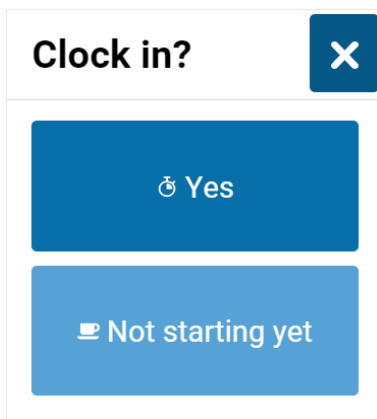 Clock in?
Yes
Not starting yet